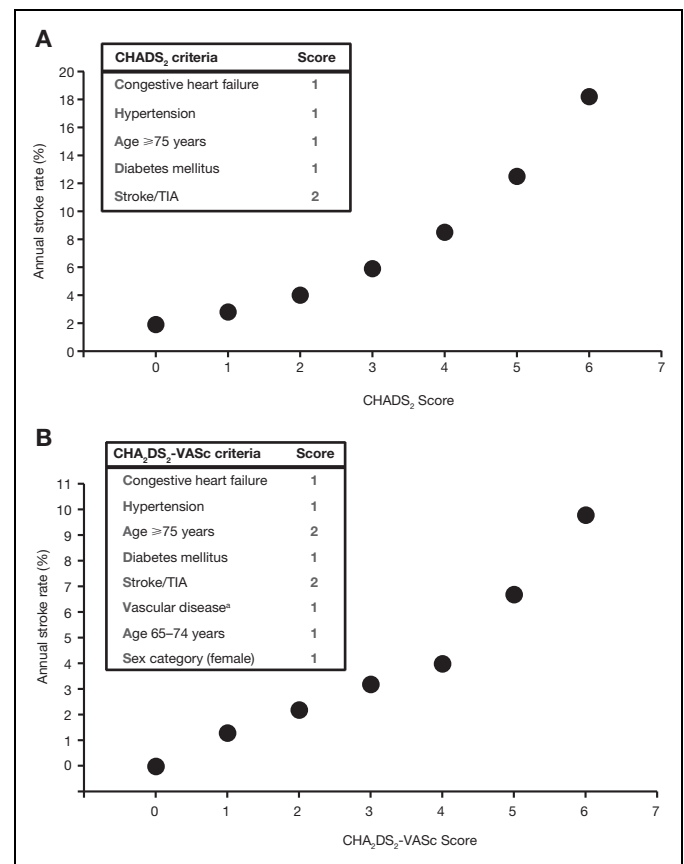 A
CHADS₂ criteria Score
Congestive heart failure 1
Hypertension 1
Age ⩾75 years 1
Diabetes mellitus 1
Stroke/TIA 2
Annual stroke rate (%)
20
18
16
14
12
10
8
6
4
2
0
0 1 2 3 4 5 6 7
CHADS₂ Score
B
CHA₂DS₂-VASc criteria Score
Congestive heart failure 1
Hypertension 1
Age ⩾75 years 2
Diabetes mellitus 1
Stroke/TIA 2
Vascular diseaseᵃ 1
Age 65–74 years 1
Sex category (female) 1
Annual stroke rate (%)
11
10
9
8
7
6
5
4
3
2
1
0
0 1 2 3 4 5 6 7
CHA₂DS₂-VASc Score